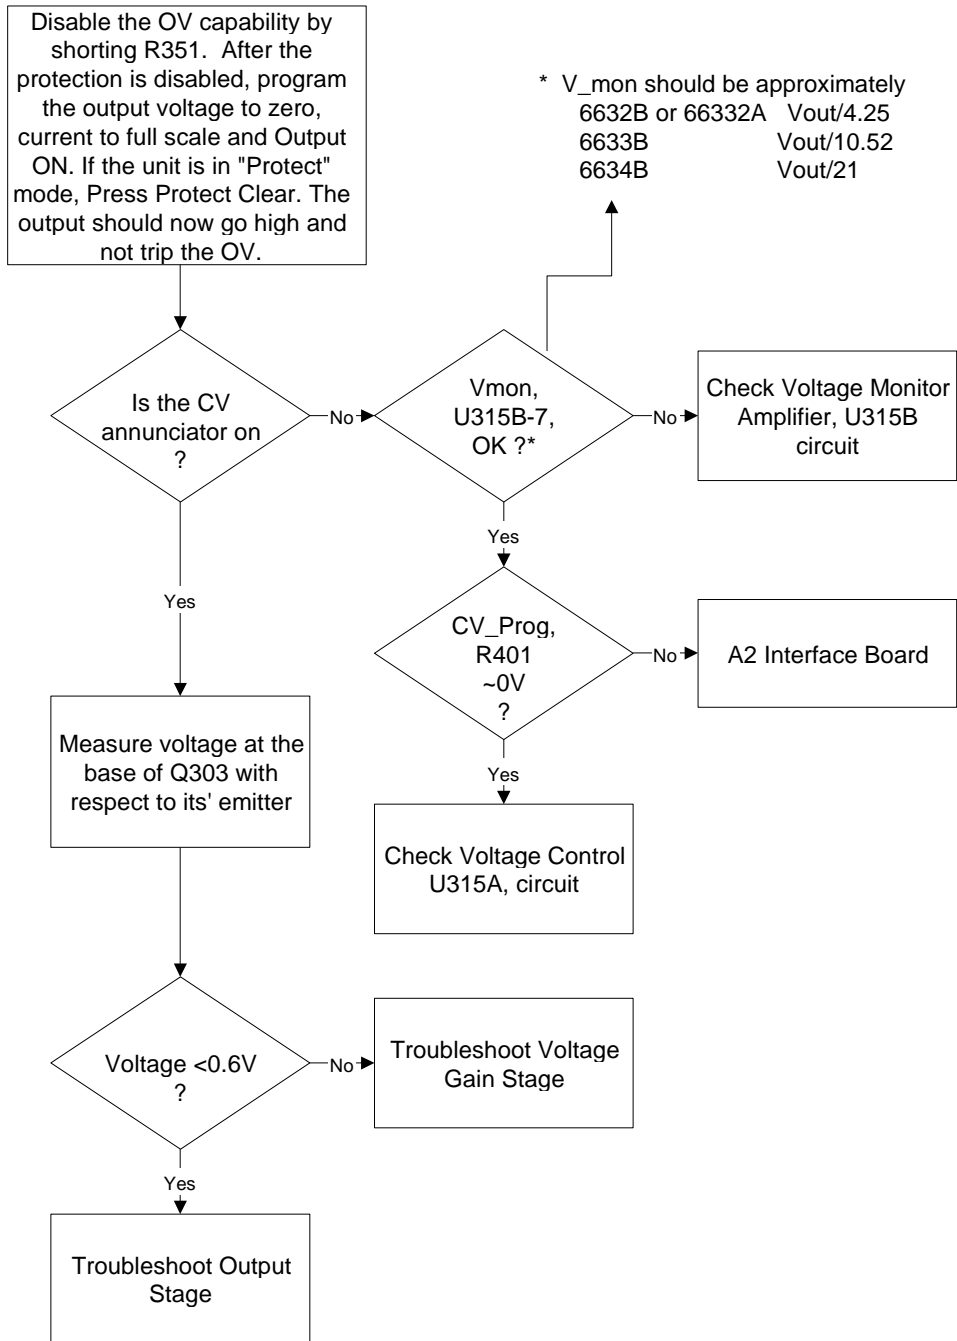 Disable the OV capability by
shorting R351.  After the
protection is disabled, program
the output voltage to zero,
current to full scale and Output
ON. If the unit is in "Protect"
mode, Press Protect Clear. The
output should now go high and
not trip the OV.
* V_mon should be approximately
6632B or 66332A Vout/4.25
6633B Vout/10.52
6634B Vout/21
Is the CV
annunciator on
?
No
Vmon,
U315B-7,
OK ?*
No
Check Voltage Monitor
Amplifier, U315B
circuit
Yes
Yes
CV_Prog,
R401
~0V
?
No
A2 Interface Board
Measure voltage at the
base of Q303 with
respect to its' emitter
Yes
Check Voltage Control
U315A, circuit
Voltage <0.6V
?
No
Troubleshoot Voltage
Gain Stage
Yes
Troubleshoot Output
Stage